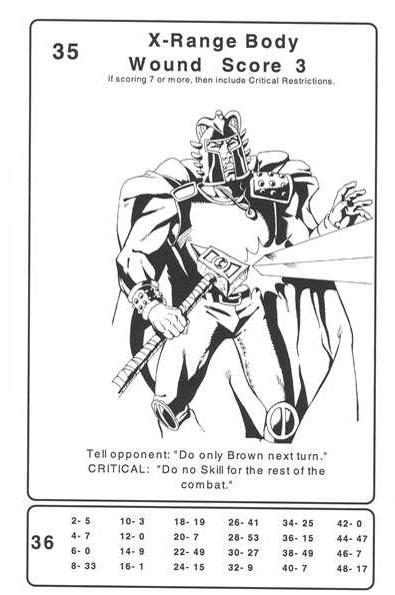 35
X-Range Body
Wound Score 3
If scoring 7 or more, then include Critical Restrictions.
Tell opponent: "Do only Brown next turn."
CRITICAL: "Do no Skill for the rest of the
combat."
36
2- 5 10- 3 18- 19 26- 41 34- 25 42- 0
4- 7 12- 0 20- 7 28- 53 36- 15 44- 47
6- 0 14- 9 22- 49 30- 27 38- 49 46- 7
8- 33 16- 1 24- 15 32- 9 40- 7 48- 17